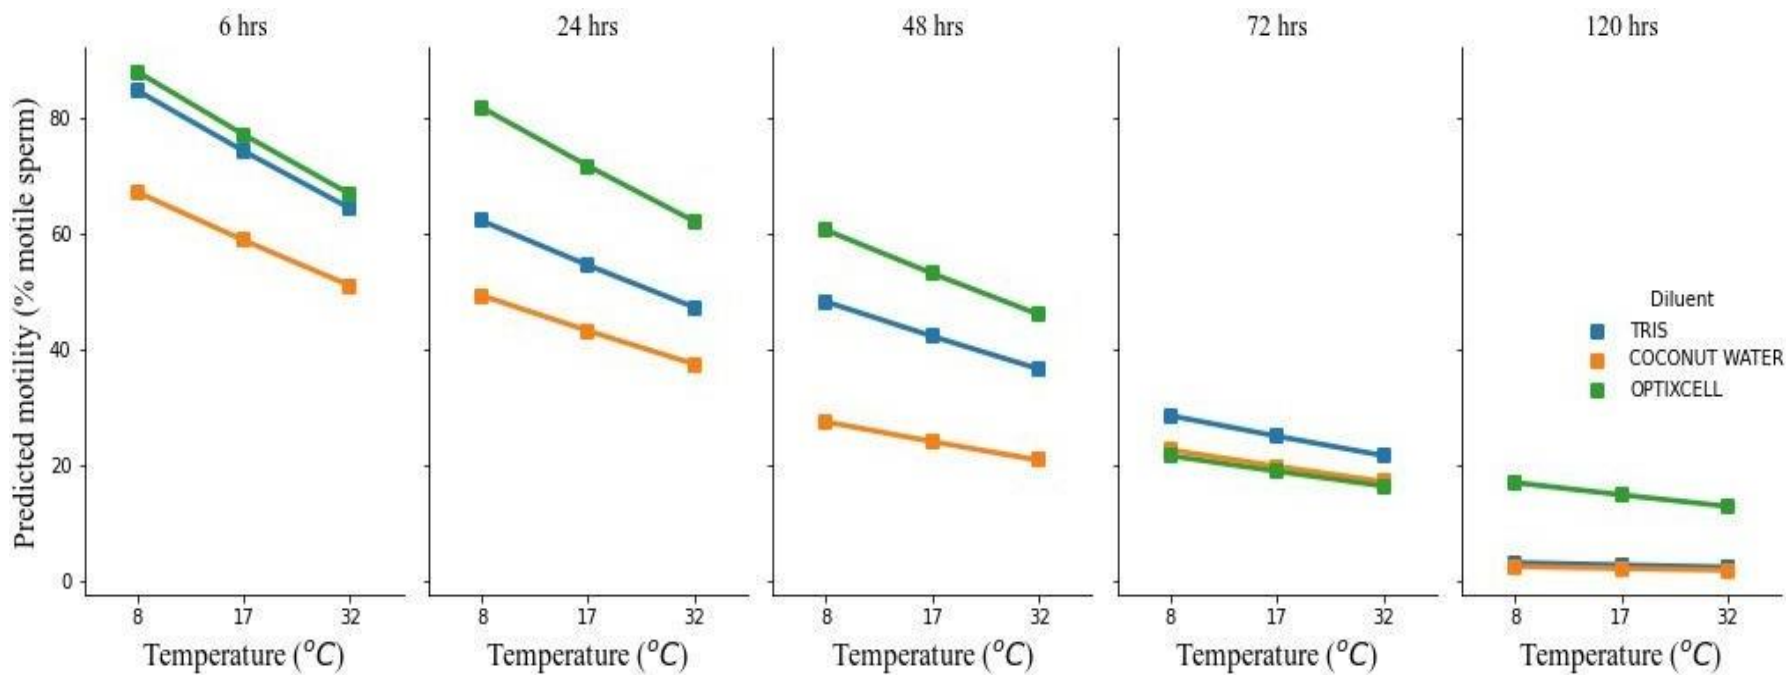 6 hrs
24 hrs
48 hrs
72 hrs
120 hrs
Predicted motility (% motile sperm)
80
60
40
20
0
Diluent
TRIS
COCONUT WATER
OPTIXCELL
8 17 32
8 17 32
8 17 32
8 17 32
8 17 32
Temperature (°C)
Temperature (°C)
Temperature (°C)
Temperature (°C)
Temperature (°C)